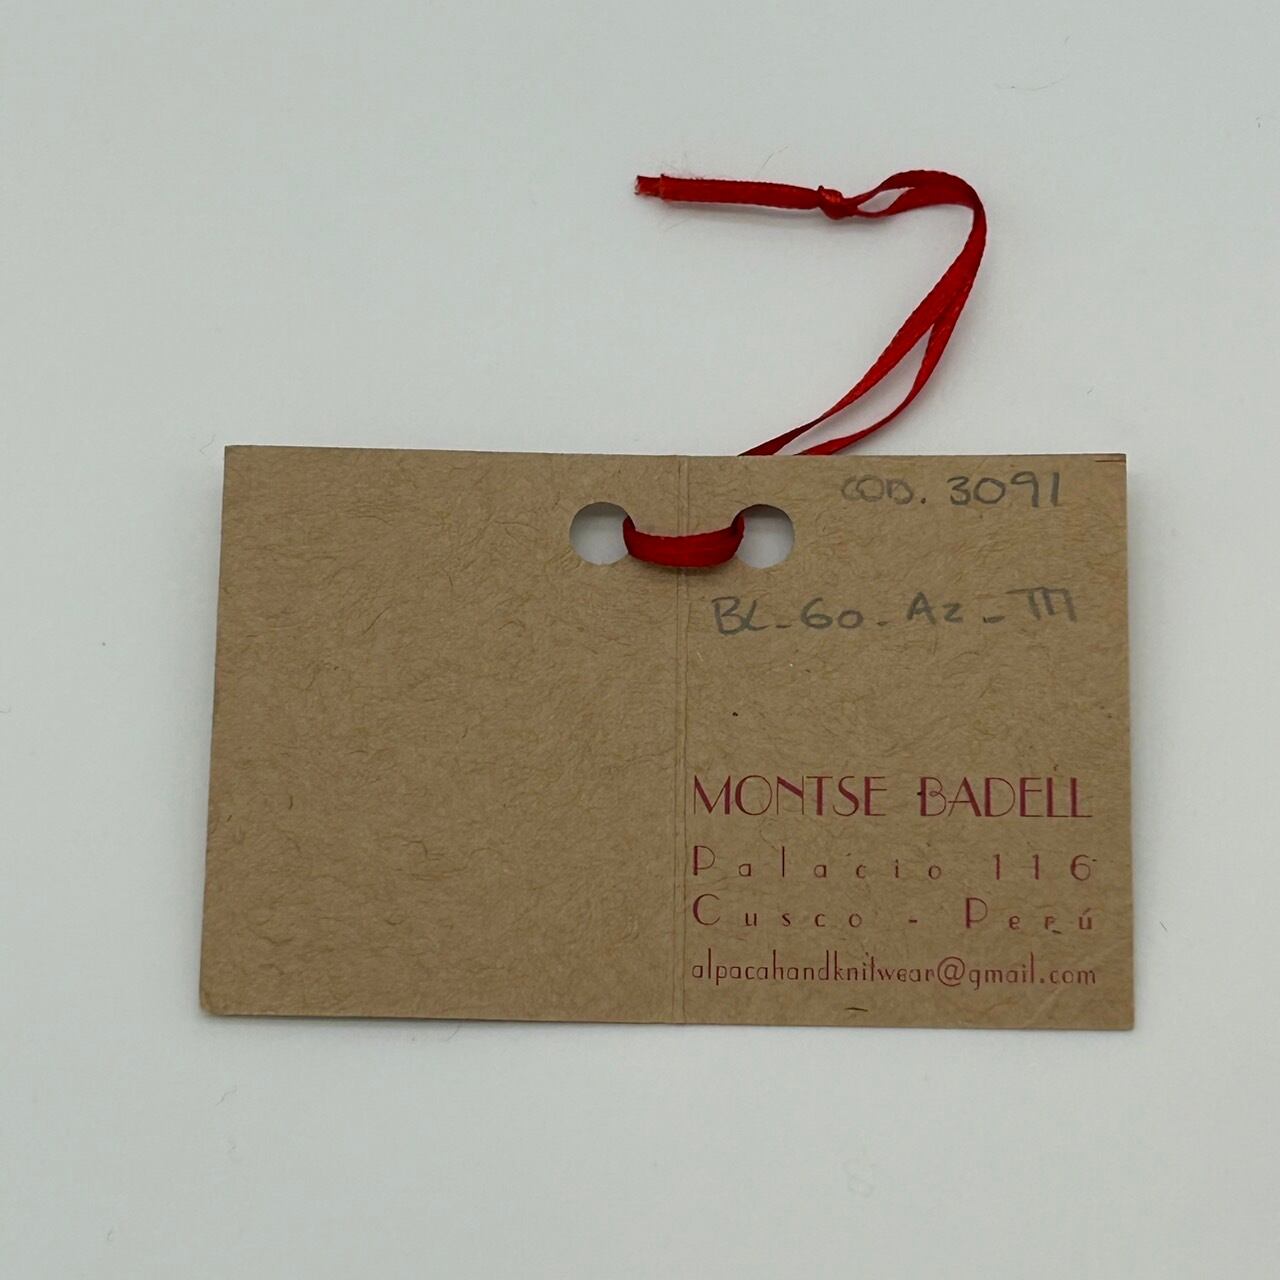 COD. 3091
BL-60-AZ-TM
MONTSE BADELL
Palacio 116
Cusco - Perú
alpacahandknitwear@gmail.com